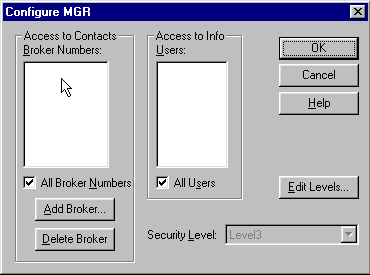 Configure MGR
Access to Contacts
Broker Numbers:
All Broker Numbers
Add Broker...
Delete Broker
Access to Info
Users:
All Users
OK
Cancel
Help
Edit Levels...
Security Level: Level3